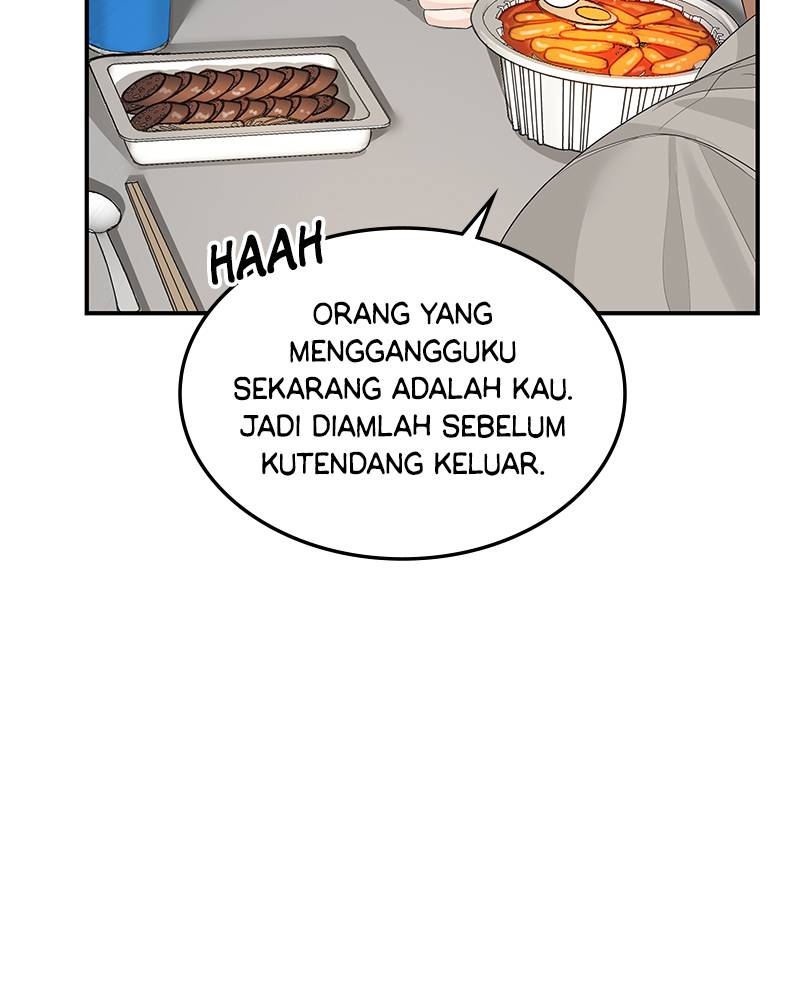 HAAH
ORANG YANG
MENGGANGGUKU
SEKARANG ADALAH KAU.
JADI DIAMLAH SEBELUM
KUTENDANG KELUAR.